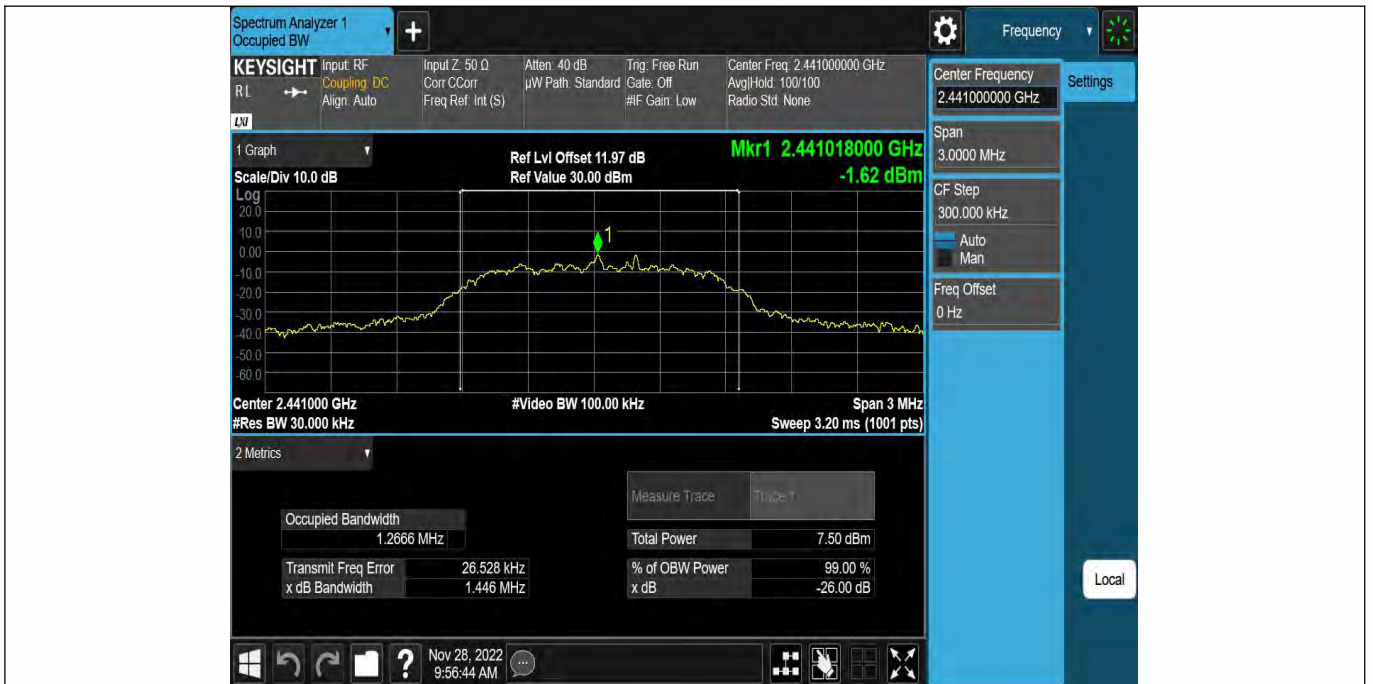 Spectrum Analyzer 1
Occupied BW
+
Frequency
KEYSIGHT
RL
LXI
Input: RF
Coupling: DC
Align: Auto
Input Z: 50 Ω
Corr CCorr
Freq Ref: Int (S)
Atten: 40 dB
µW Path: Standard
Trig: Free Run
Gate: Off
#IF Gain: Low
Center Freq: 2.441000000 GHz
Avg|Hold: 100/100
Radio Std: None
Center Frequency
2.441000000 GHz
Settings
Span
3.0000 MHz
CF Step
300.000 kHz
Auto
Man
Freq Offset
0 Hz
Local
1 Graph
Scale/Div 10.0 dB
Ref Lvl Offset 11.97 dB
Ref Value 30.00 dBm
Mkr1 2.441018000 GHz
-1.62 dBm
Log
20.0
10.0
0.00
-10.0
-20.0
-30.0
-40.0
-50.0
-60.0
1
Center 2.441000 GHz
#Res BW 30.000 kHz
#Video BW 100.00 kHz
Span 3 MHz
Sweep 3.20 ms (1001 pts)
2 Metrics
Measure Trace
Trace 1
Occupied Bandwidth
1.2666 MHz
Total Power 7.50 dBm
Transmit Freq Error 26.528 kHz
% of OBW Power 99.00 %
x dB Bandwidth 1.446 MHz
x dB -26.00 dB
?
Nov 28, 2022
9:56:44 AM